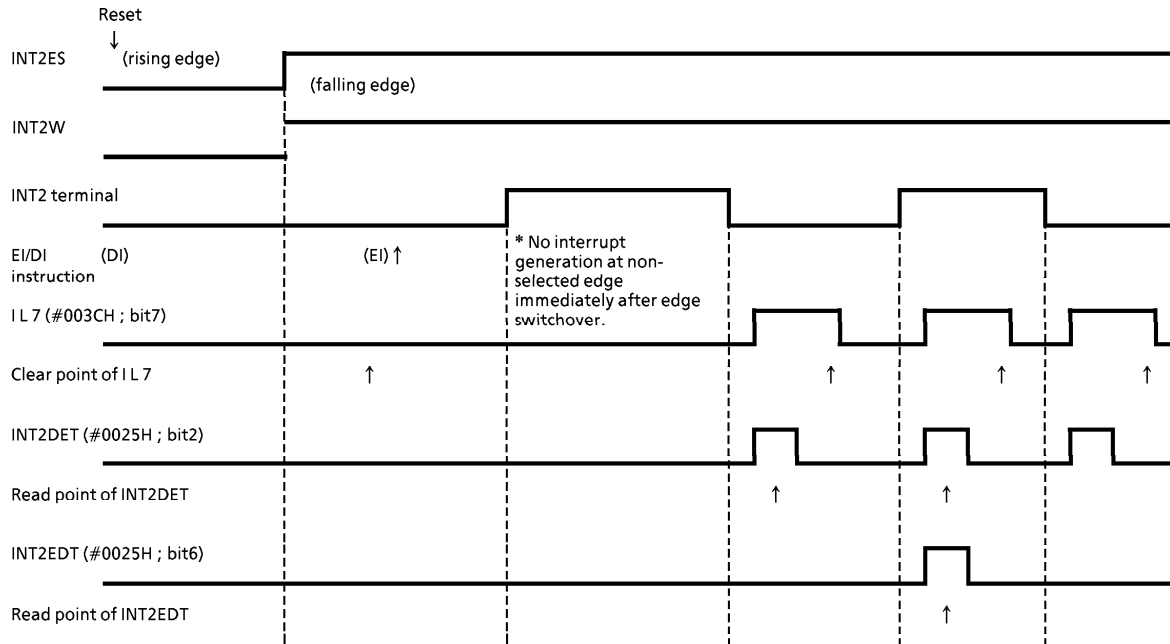 Reset
↓
INT2ES (rising edge)
(falling edge)
INT2W
INT2 terminal
EI/DI (DI) (EI) ↑
instruction
* No interrupt
generation at non-
selected edge
immediately after edge
switchover.
I L 7 (#003CH ; bit7)
Clear point of I L 7 ↑ ↑ ↑ ↑
INT2DET (#0025H ; bit2)
Read point of INT2DET ↑ ↑
INT2EDT (#0025H ; bit6)
Read point of INT2EDT ↑